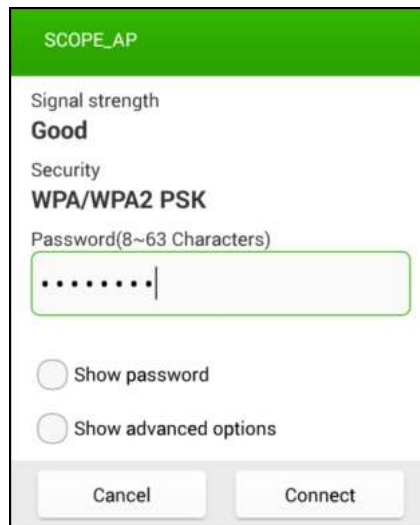 SCOPE_AP
Signal strength
Good
Security
WPA/WPA2 PSK
Password(8~63 Characters)
••••••••
Show password
Show advanced options
Cancel
Connect